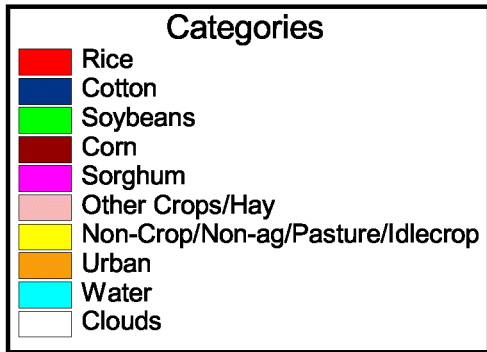 Categories
Rice
Cotton
Soybeans
Corn
Sorghum
Other Crops/Hay
Non-Crop/Non-ag/Pasture/Idlecrop
Urban
Water
Clouds